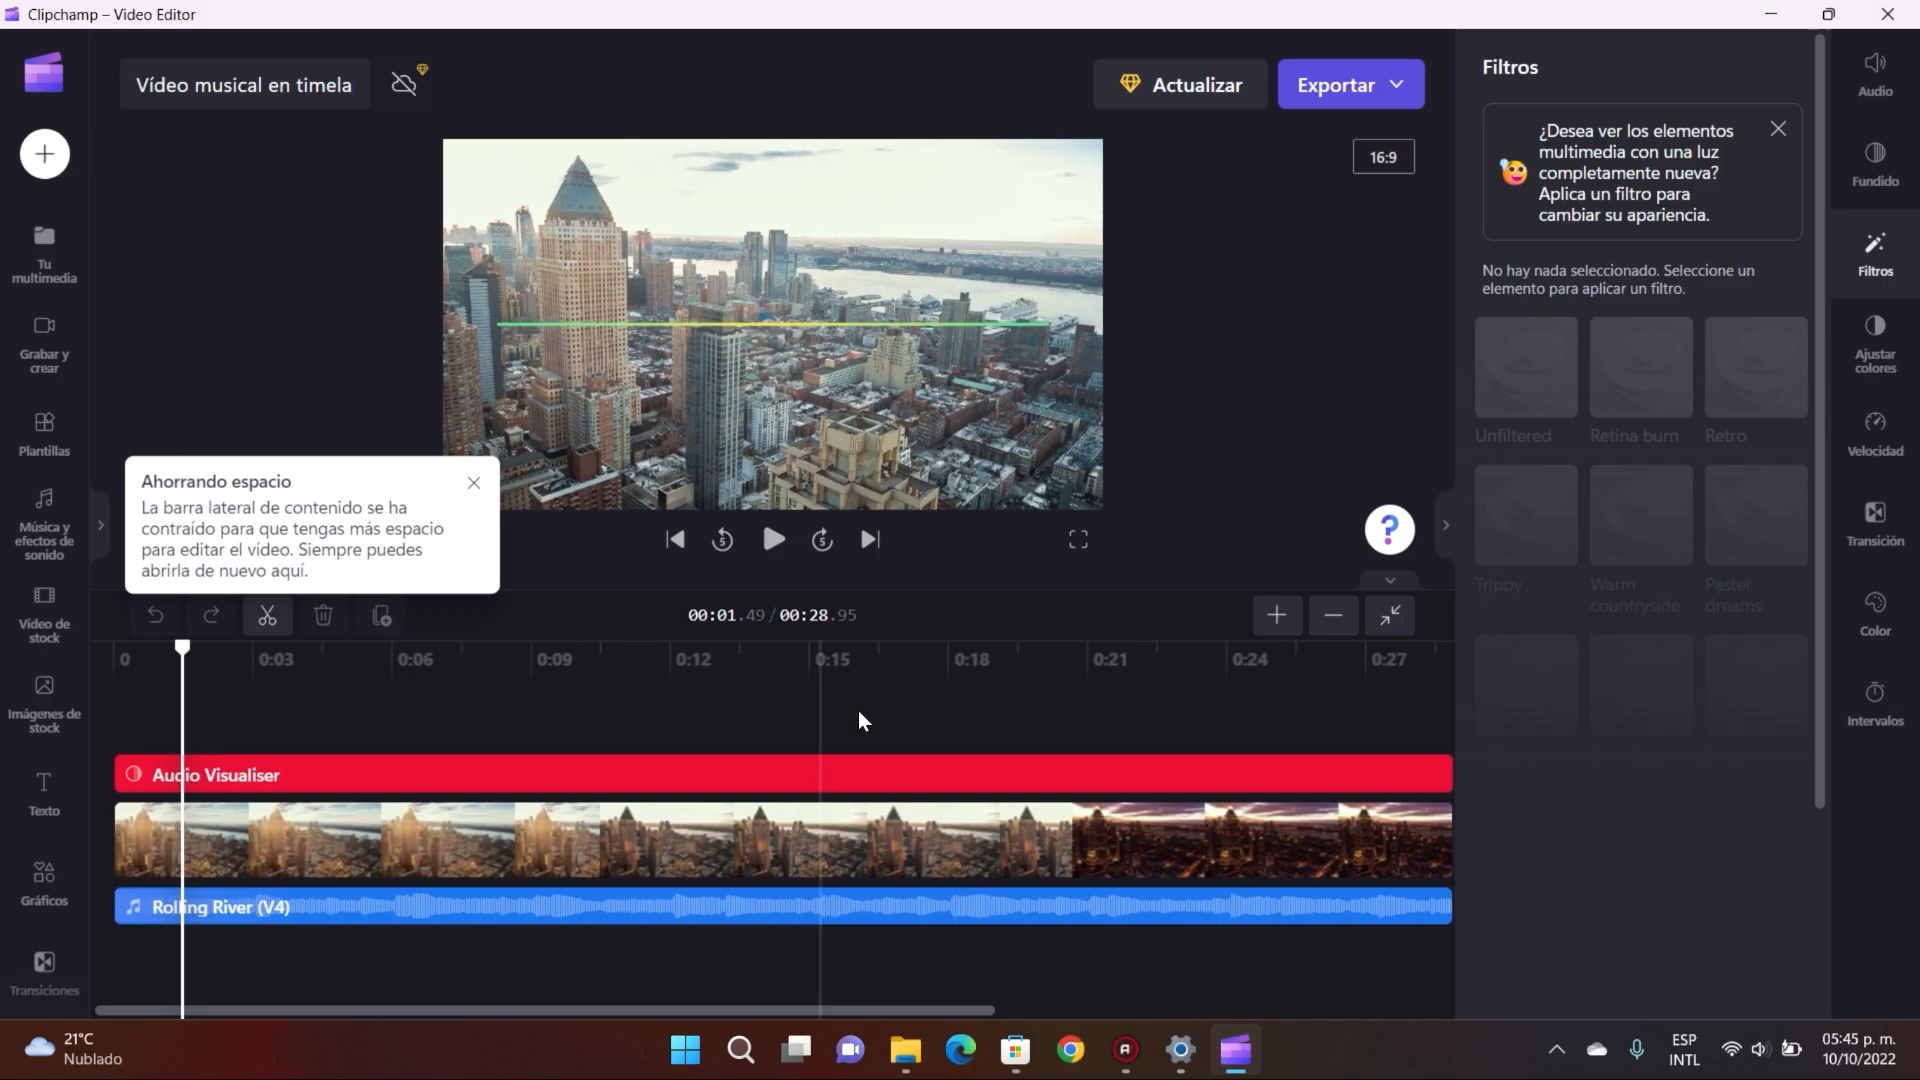 Clipchamp – Video Editor
Vídeo musical en timela
Actualizar
Exportar
16:9
Tu
multimedia
Grabar y
crear
Plantillas
Música y
efectos de
sonido
Vídeo de
stock
Imágenes de
stock
Texto
Gráficos
Transiciones
Ahorrando espacio
La barra lateral de contenido se ha
contraído para que tengas más espacio
para editar el vídeo. Siempre puedes
abrirla de nuevo aquí.
5
5
?
00:01.49 / 00:28.95
0
0:03
0:06
0:09
0:12
0:15
0:18
0:21
0:24
0:27
Audio Visualiser
Rolling River (V4)
Filtros
¿Desea ver los elementos
multimedia con una luz
completamente nueva?
Aplica un filtro para
cambiar su apariencia.
No hay nada seleccionado. Seleccione un
elemento para aplicar un filtro.
Unfiltered
Retina burn
Retro
Trippy
Warm
countryside
Pastel
dreams
Audio
Fundido
Filtros
Ajustar
colores
Velocidad
Transición
Color
Intervalos
21°C
Nublado
ESP
INTL
05:45 p. m.
10/10/2022